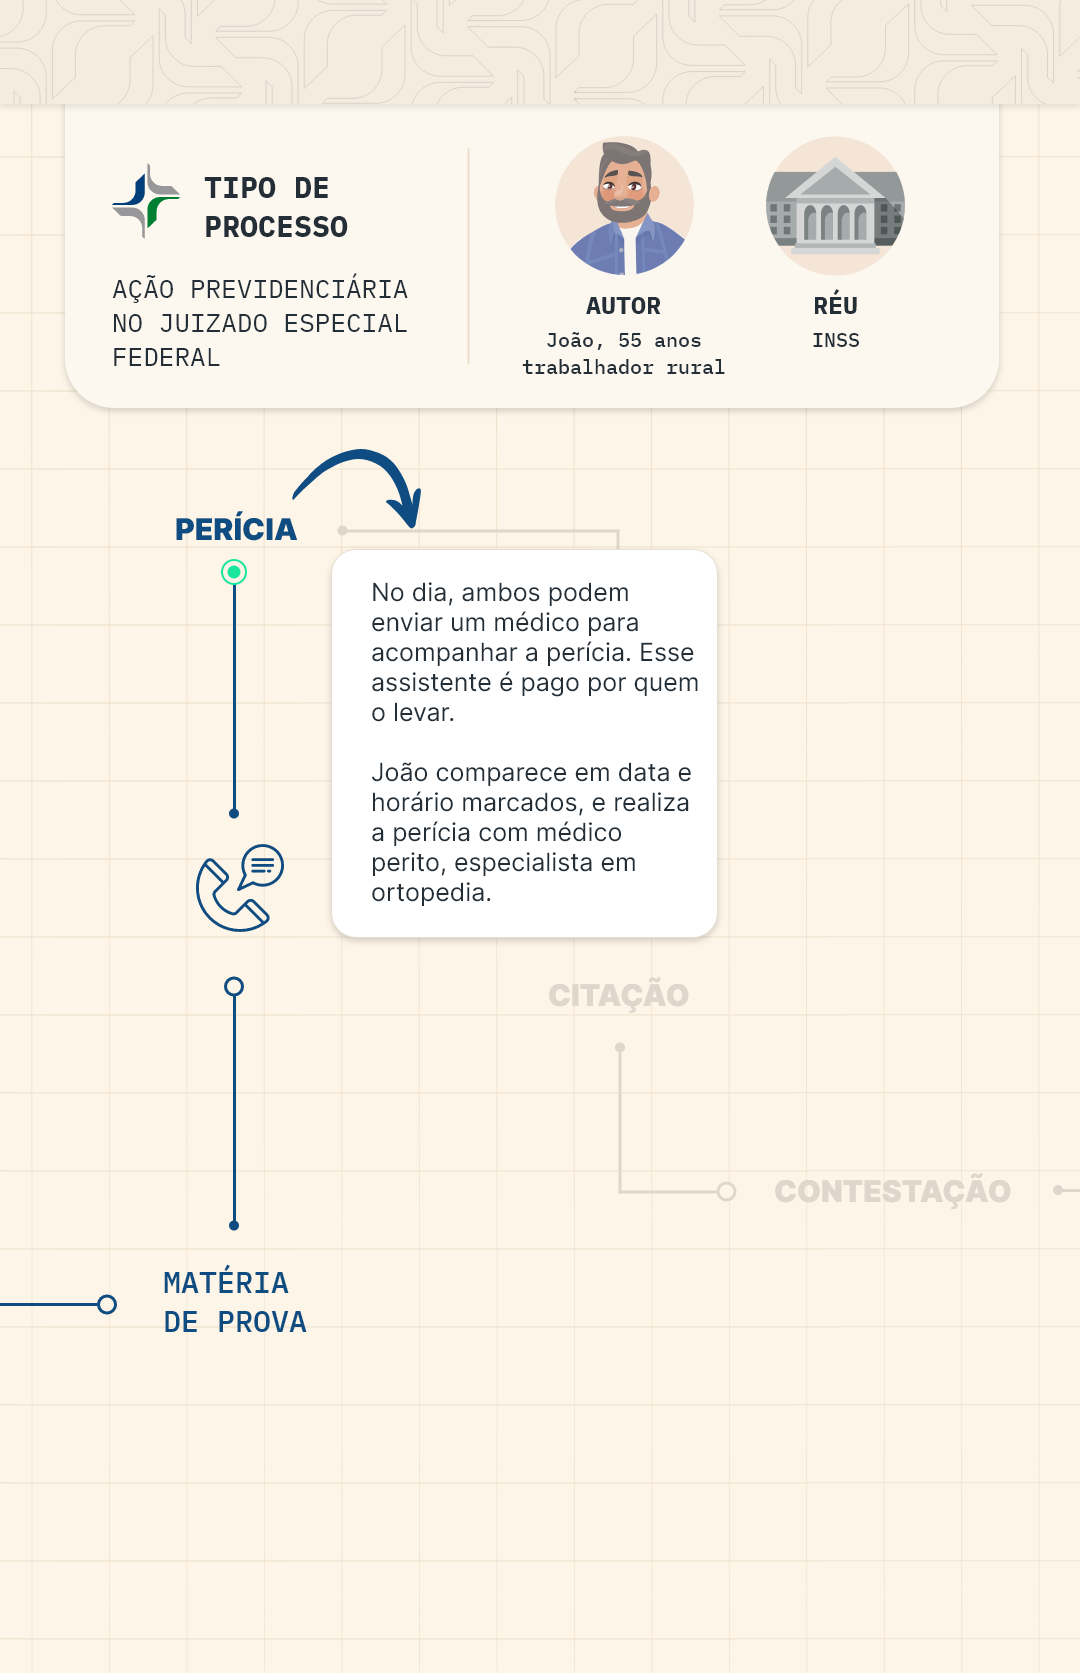 TIPO DE
PROCESSO
AÇÃO PREVIDENCIÁRIA
NO JUIZADO ESPECIAL
FEDERAL
AUTOR
João, 55 anos
trabalhador rural
RÉU
INSS
PERÍCIA
No dia, ambos podem
enviar um médico para
acompanhar a perícia. Esse
assistente é pago por quem
o levar.
João comparece em data e
horário marcados, e realiza
a perícia com médico
perito, especialista em
ortopedia.
CITAÇÃO
CONTESTAÇÃO
MATÉRIA
DE PROVA